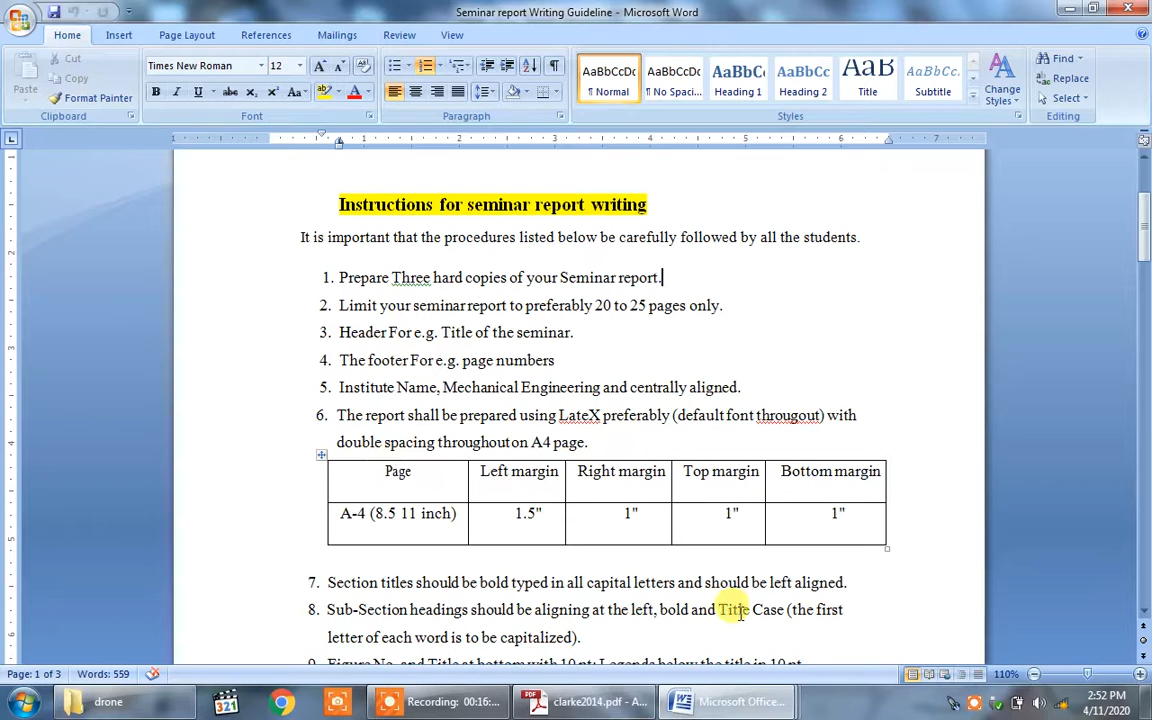 Seminar report Writing Guideline - Microsoft Word
Home Insert Page Layout References Mailings Review View
Paste
Cut
Copy
Format Painter
Clipboard
Times New Roman 12
Font
Paragraph
AaBbCcDc AaBbCcDc AaBbCc AaBbCc AaB AaBbCc.
¶ Normal ¶ No Spaci... Heading 1 Heading 2 Title Subtitle
Change Styles
Styles
Find
Replace
Select
Editing
1 1 2 3 4 5 6 7
Instructions for seminar report writing
It is important that the procedures listed below be carefully followed by all the students.
1. Prepare Three hard copies of your Seminar report.
2. Limit your seminar report to preferably 20 to 25 pages only.
3. Header For e.g. Title of the seminar.
4. The footer For e.g. page numbers
5. Institute Name, Mechanical Engineering and centrally aligned.
6. The report shall be prepared using LateX preferably (default font througout) with
double spacing throughout on A4 page.
Page Left margin Right margin Top margin Bottom margin
A-4 (8.5 11 inch) 1.5" 1" 1" 1"
7. Section titles should be bold typed in all capital letters and should be left aligned.
8. Sub-Section headings should be aligning at the left, bold and Title Case (the first
letter of each word is to be capitalized).
9. Figure No. and Title at bottom with 10 pt; Legends below the title in 10 pt
Page: 1 of 3 Words: 559 110%
drone
321
Recording: 00:16:...
clarke2014.pdf - A...
Microsoft Office...
2:52 PM
4/11/2020